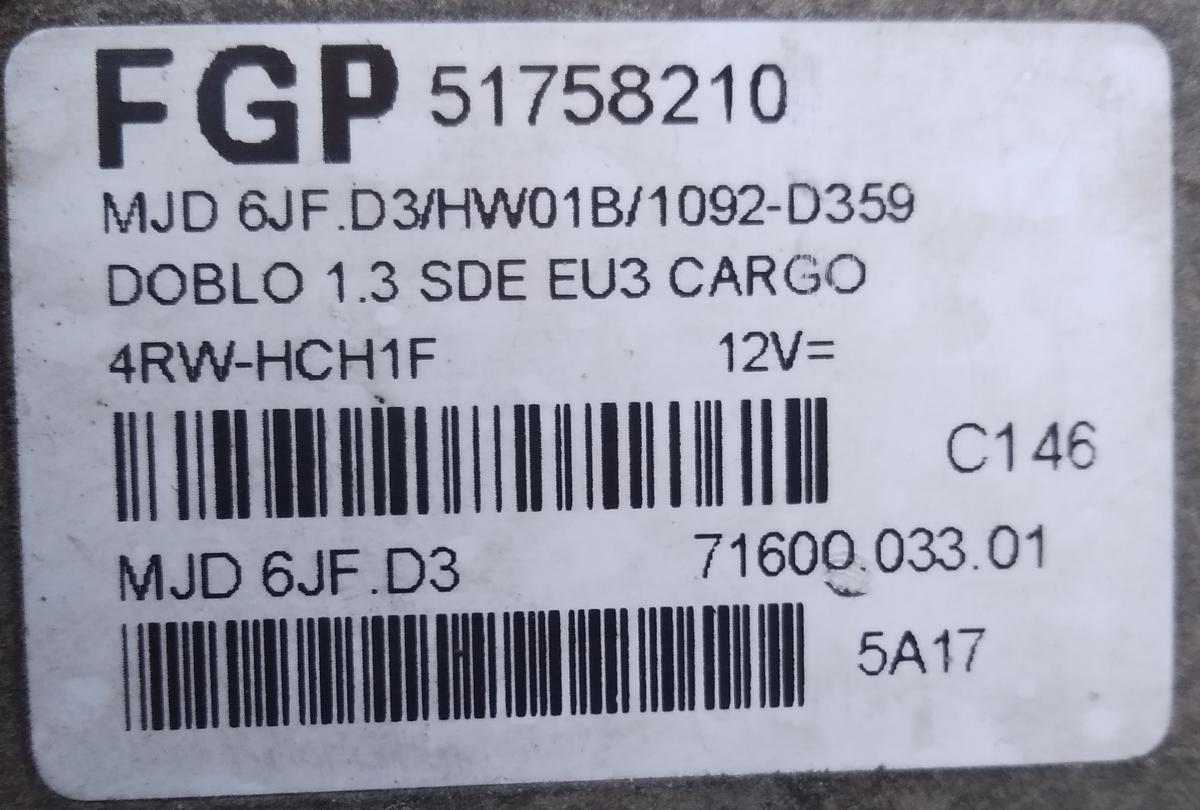 FGP 51758210
MJD 6JF.D3/HW01B/1092-D359
DOBLO 1.3 SDE EU3 CARGO
4RW-HCH1F 12V=
C146
MJD 6JF.D3 71600.033.01
5A17